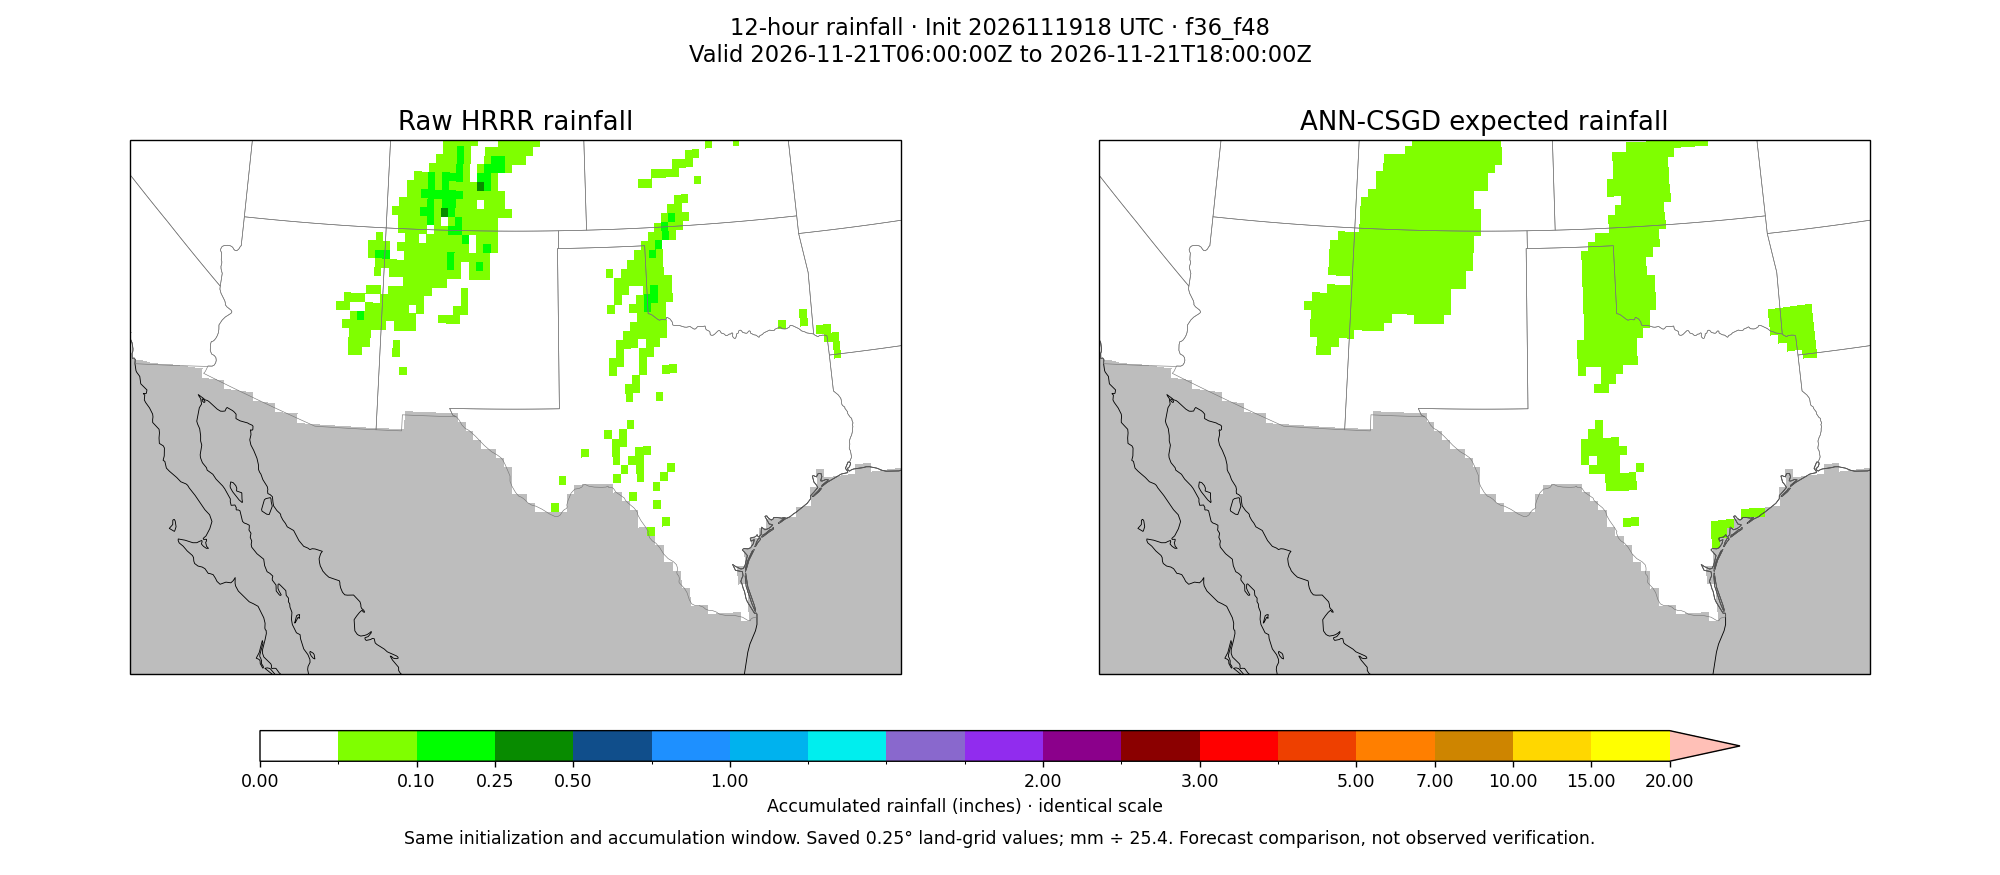 12-hour rainfall · Init 2026111918 UTC · f36_f48
Valid 2026-11-21T06:00:00Z to 2026-11-21T18:00:00Z
Raw HRRR rainfall
ANN-CSGD expected rainfall
0.00 0.10 0.25 0.50 1.00 2.00 3.00 5.00 7.00 10.00 15.00 20.00
Accumulated rainfall (inches) · identical scale
Same initialization and accumulation window. Saved 0.25° land-grid values; mm ÷ 25.4. Forecast comparison, not observed verification.